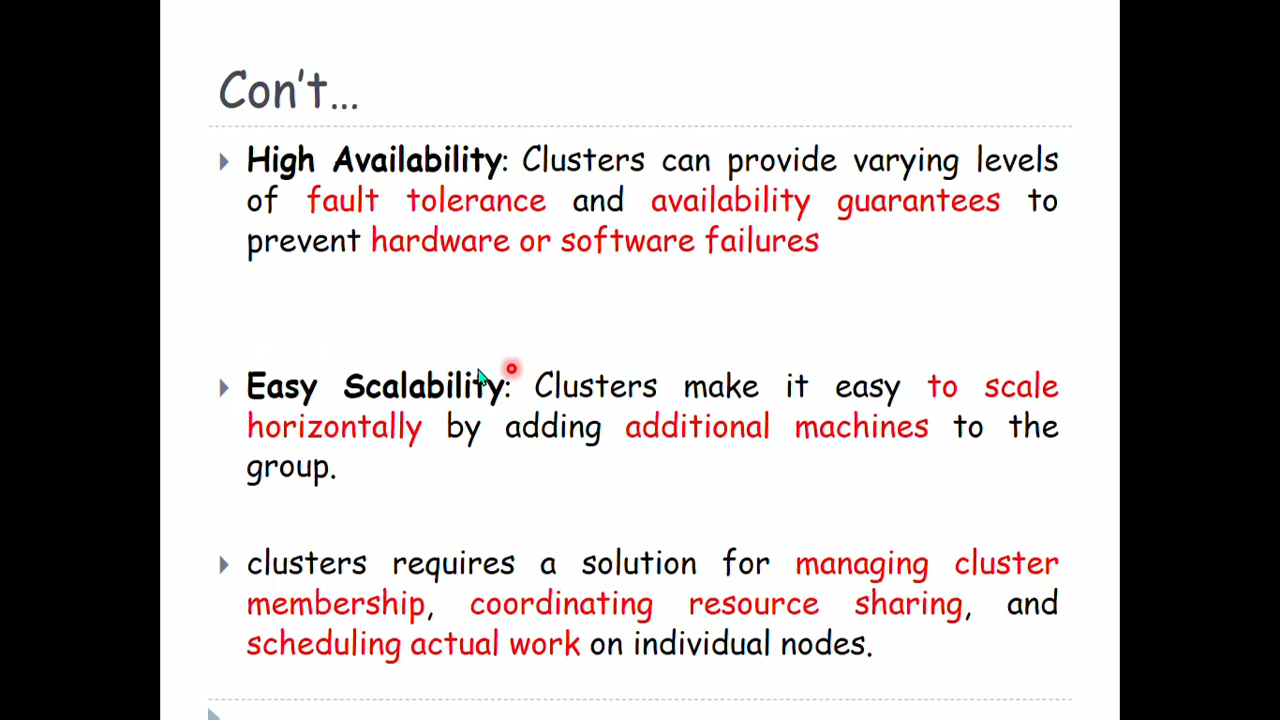 Con't...
High Availability: Clusters can provide varying levels
of fault tolerance and availability guarantees to
prevent hardware or software failures
Easy Scalability: Clusters make it easy to scale
horizontally by adding additional machines to the
group.
clusters requires a solution for managing cluster
membership, coordinating resource sharing, and
scheduling actual work on individual nodes.